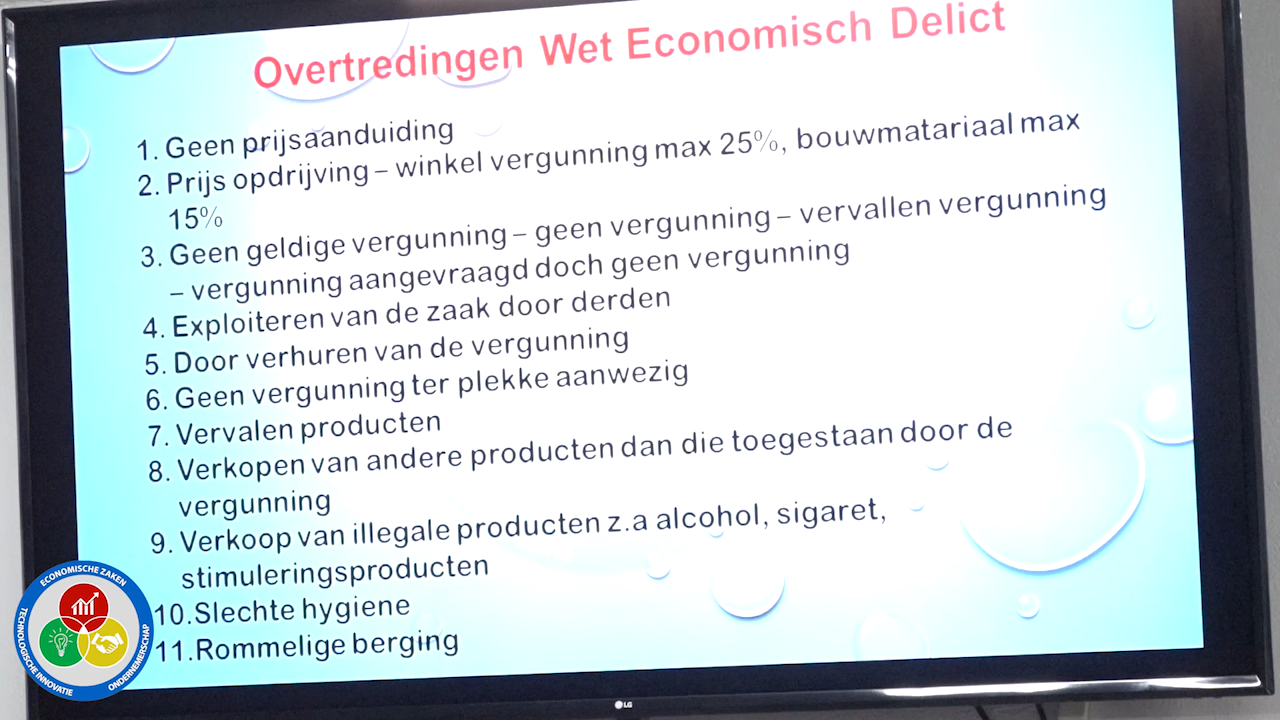 Overtredingen Wet Economisch Delict
1. Geen prijsaanduiding
2. Prijs opdrijving – winkel vergunning max 25%, bouwmatariaal max
15%
3. Geen geldige vergunning – geen vergunning – vervallen vergunning
– vergunning aangevraagd doch geen vergunning
4. Exploiteren van de zaak door derden
5. Door verhuren van de vergunning
6. Geen vergunning ter plekke aanwezig
7. Vervalen producten
8. Verkopen van andere producten dan die toegestaan door de
vergunning
9. Verkoop van illegale producten z.a alcohol, sigaret,
stimuleringsproducten
10.Slechte hygiene
11.Rommelige berging
ECONOMISCHE ZAKEN
TECHNOLOGISCHE INNOVATIE
ONDERNEMERSCHAP
LG